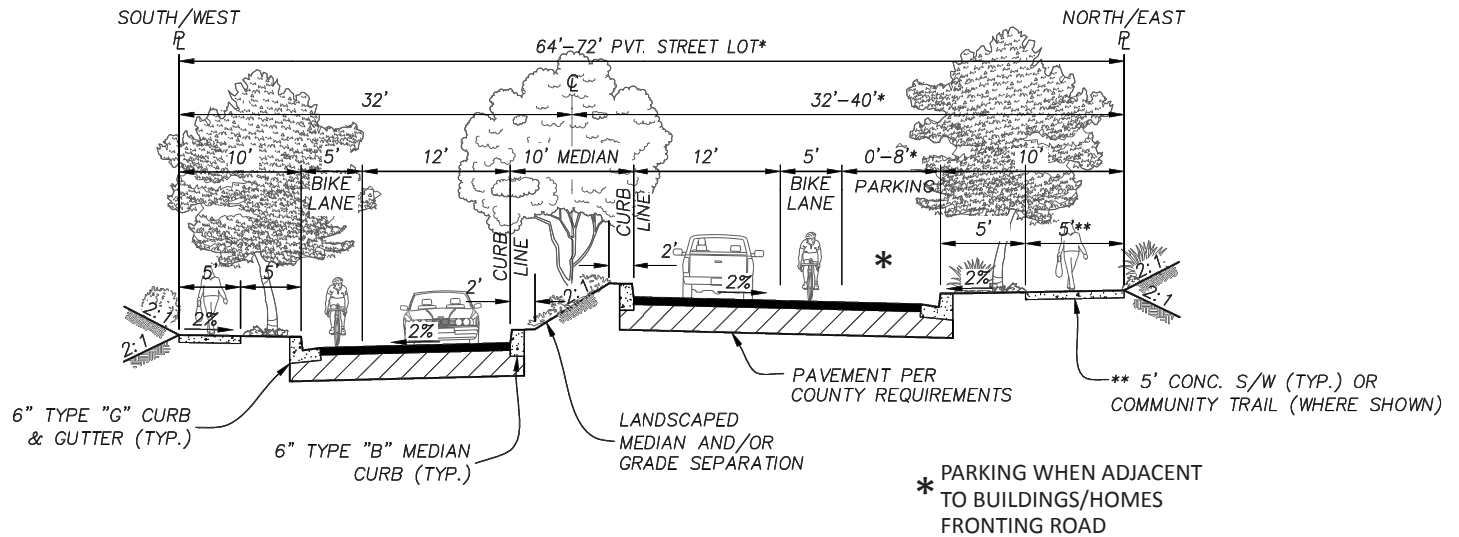 SOUTH/WEST
PL
NORTH/EAST
PL
64'-72' PVT. STREET LOT*
CL
32'
32'-40'*
10'
5'
12'
10' MEDIAN
12'
5'
0'-8'*
10'
BIKE
LANE
CURB
LINE
CURB
LINE
BIKE
LANE
PARKING
5'
5'**
5'
5'
2'
2'
*
2:1
2:1
2%
2%
2:1
2%
2%
2:1
2:1
6" TYPE "G" CURB
& GUTTER (TYP.)
6" TYPE "B" MEDIAN
CURB (TYP.)
LANDSCAPED
MEDIAN AND/OR
GRADE SEPARATION
PAVEMENT PER
COUNTY REQUIREMENTS
** 5' CONC. S/W (TYP.) OR
COMMUNITY TRAIL (WHERE SHOWN)
* PARKING WHEN ADJACENT
TO BUILDINGS/HOMES
FRONTING ROAD